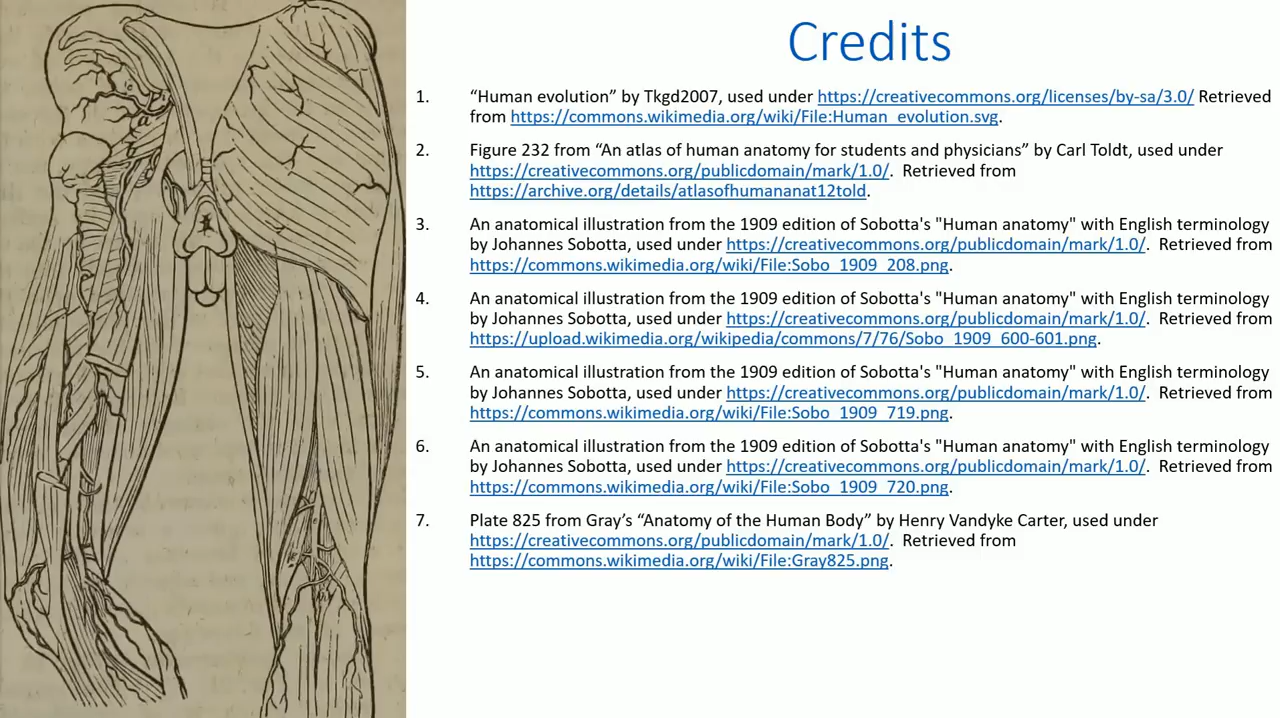 Credits
1. “Human evolution” by Tkgd2007, used under https://creativecommons.org/licenses/by-sa/3.0/ Retrieved
from https://commons.wikimedia.org/wiki/File:Human_evolution.svg.
2. Figure 232 from “An atlas of human anatomy for students and physicians” by Carl Toldt, used under
https://creativecommons.org/publicdomain/mark/1.0/. Retrieved from
https://archive.org/details/atlasofhumananat12told.
3. An anatomical illustration from the 1909 edition of Sobotta's "Human anatomy" with English terminology
by Johannes Sobotta, used under https://creativecommons.org/publicdomain/mark/1.0/. Retrieved from
https://commons.wikimedia.org/wiki/File:Sobo_1909_208.png.
4. An anatomical illustration from the 1909 edition of Sobotta's "Human anatomy" with English terminology
by Johannes Sobotta, used under https://creativecommons.org/publicdomain/mark/1.0/. Retrieved from
https://upload.wikimedia.org/wikipedia/commons/7/76/Sobo_1909_600-601.png.
5. An anatomical illustration from the 1909 edition of Sobotta's "Human anatomy" with English terminology
by Johannes Sobotta, used under https://creativecommons.org/publicdomain/mark/1.0/. Retrieved from
https://commons.wikimedia.org/wiki/File:Sobo_1909_719.png.
6. An anatomical illustration from the 1909 edition of Sobotta's "Human anatomy" with English terminology
by Johannes Sobotta, used under https://creativecommons.org/publicdomain/mark/1.0/. Retrieved from
https://commons.wikimedia.org/wiki/File:Sobo_1909_720.png.
7. Plate 825 from Gray’s “Anatomy of the Human Body” by Henry Vandyke Carter, used under
https://creativecommons.org/publicdomain/mark/1.0/. Retrieved from
https://commons.wikimedia.org/wiki/File:Gray825.png.